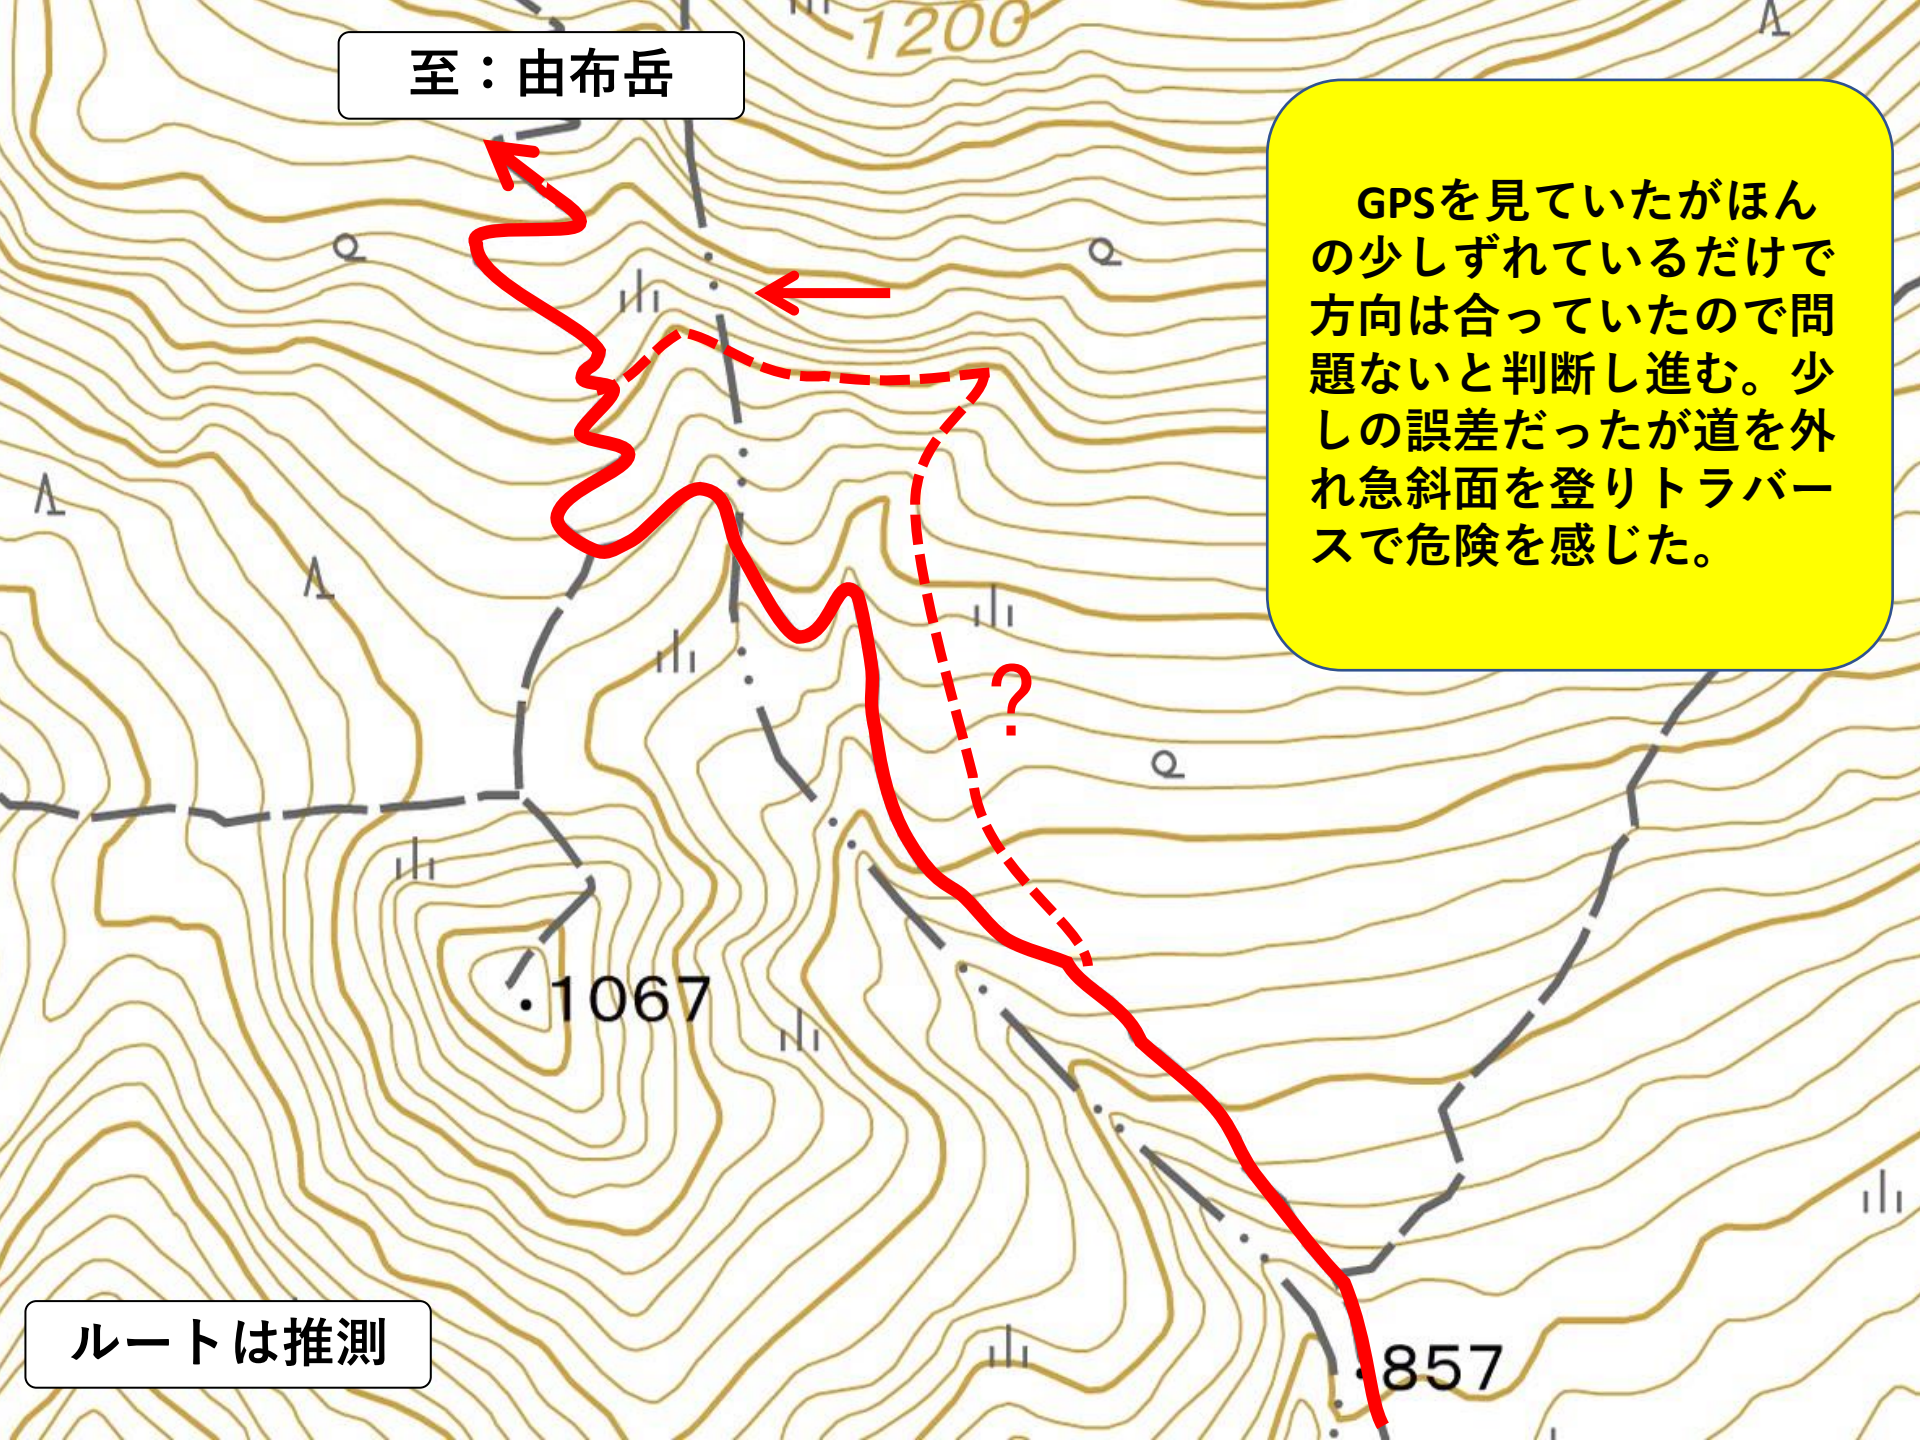 1200
至：由布岳
GPSを見ていたがほん
の少しずれているだけで
方向は合っていたので問
題ないと判断し進む。少
しの誤差だったが道を外
れ急斜面を登りトラバー
スで危険を感じた。
？
1067
857
ルートは推測